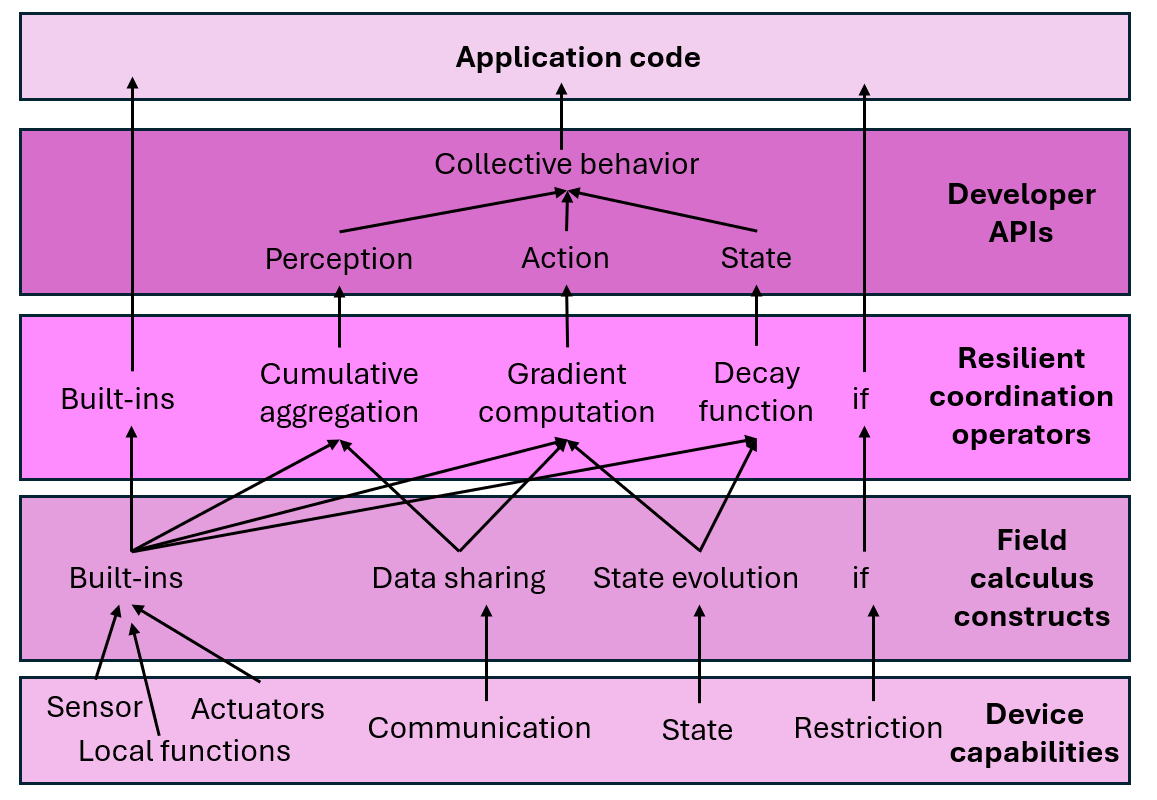 Application code
Collective behavior
Perception
Action
State
Developer
APIs
Built-ins
Cumulative
aggregation
Gradient
computation
Decay
function
if
Resilient
coordination
operators
Built-ins
Data sharing
State evolution
if
Field
calculus
constructs
Sensor
Actuators
Local functions
Communication
State
Restriction
Device
capabilities